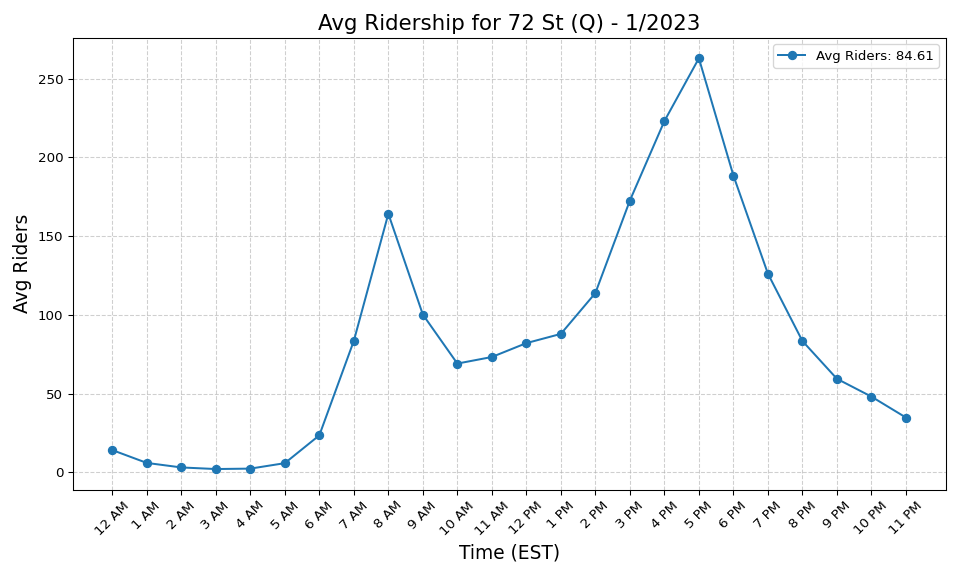 Avg Ridership for 72 St (Q) - 1/2023
Avg Riders: 84.61
Avg Riders
250
200
150
100
50
0
12 AM
1 AM
2 AM
3 AM
4 AM
5 AM
6 AM
7 AM
8 AM
9 AM
10 AM
11 AM
12 PM
1 PM
2 PM
3 PM
4 PM
5 PM
6 PM
7 PM
8 PM
9 PM
10 PM
11 PM
Time (EST)